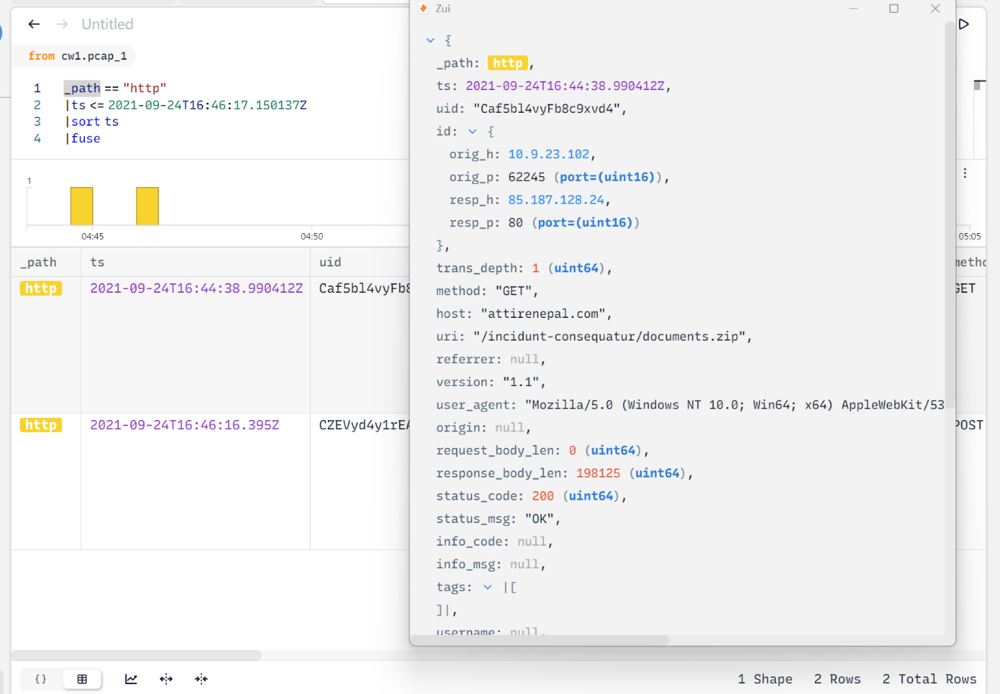 Untitled
from cw1.pcap_1
1 _path == "http"
2 |ts <= 2021-09-24T16:46:17.150137Z
3 |sort ts
4 |fuse
1
04:45 04:50 05:05
_path ts uid
http 2021-09-24T16:44:38.990412Z Caf5bl4vyFb8 GET
http 2021-09-24T16:46:16.395Z CZEVyd4y1rEA POST
{} 1 Shape 2 Rows 2 Total Rows
Zui
{
_path: http,
ts: 2021-09-24T16:44:38.990412Z,
uid: "Caf5bl4vyFb8c9xvd4",
id: {
orig_h: 10.9.23.102,
orig_p: 62245 (port=(uint16)),
resp_h: 85.187.128.24,
resp_p: 80 (port=(uint16))
},
trans_depth: 1 (uint64),
method: "GET",
host: "attirenepal.com",
uri: "/incidunt-consequatur/documents.zip",
referrer: null,
version: "1.1",
user_agent: "Mozilla/5.0 (Windows NT 10.0; Win64; x64) AppleWebKit/53
origin: null,
request_body_len: 0 (uint64),
response_body_len: 198125 (uint64),
status_code: 200 (uint64),
status_msg: "OK",
info_code: null,
info_msg: null,
tags: |[
]|,
username: null,